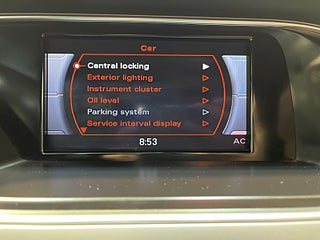 Car
Central locking
Exterior lighting
Instrument cluster
Oil level
Parking system
Service interval display
8:53
AC